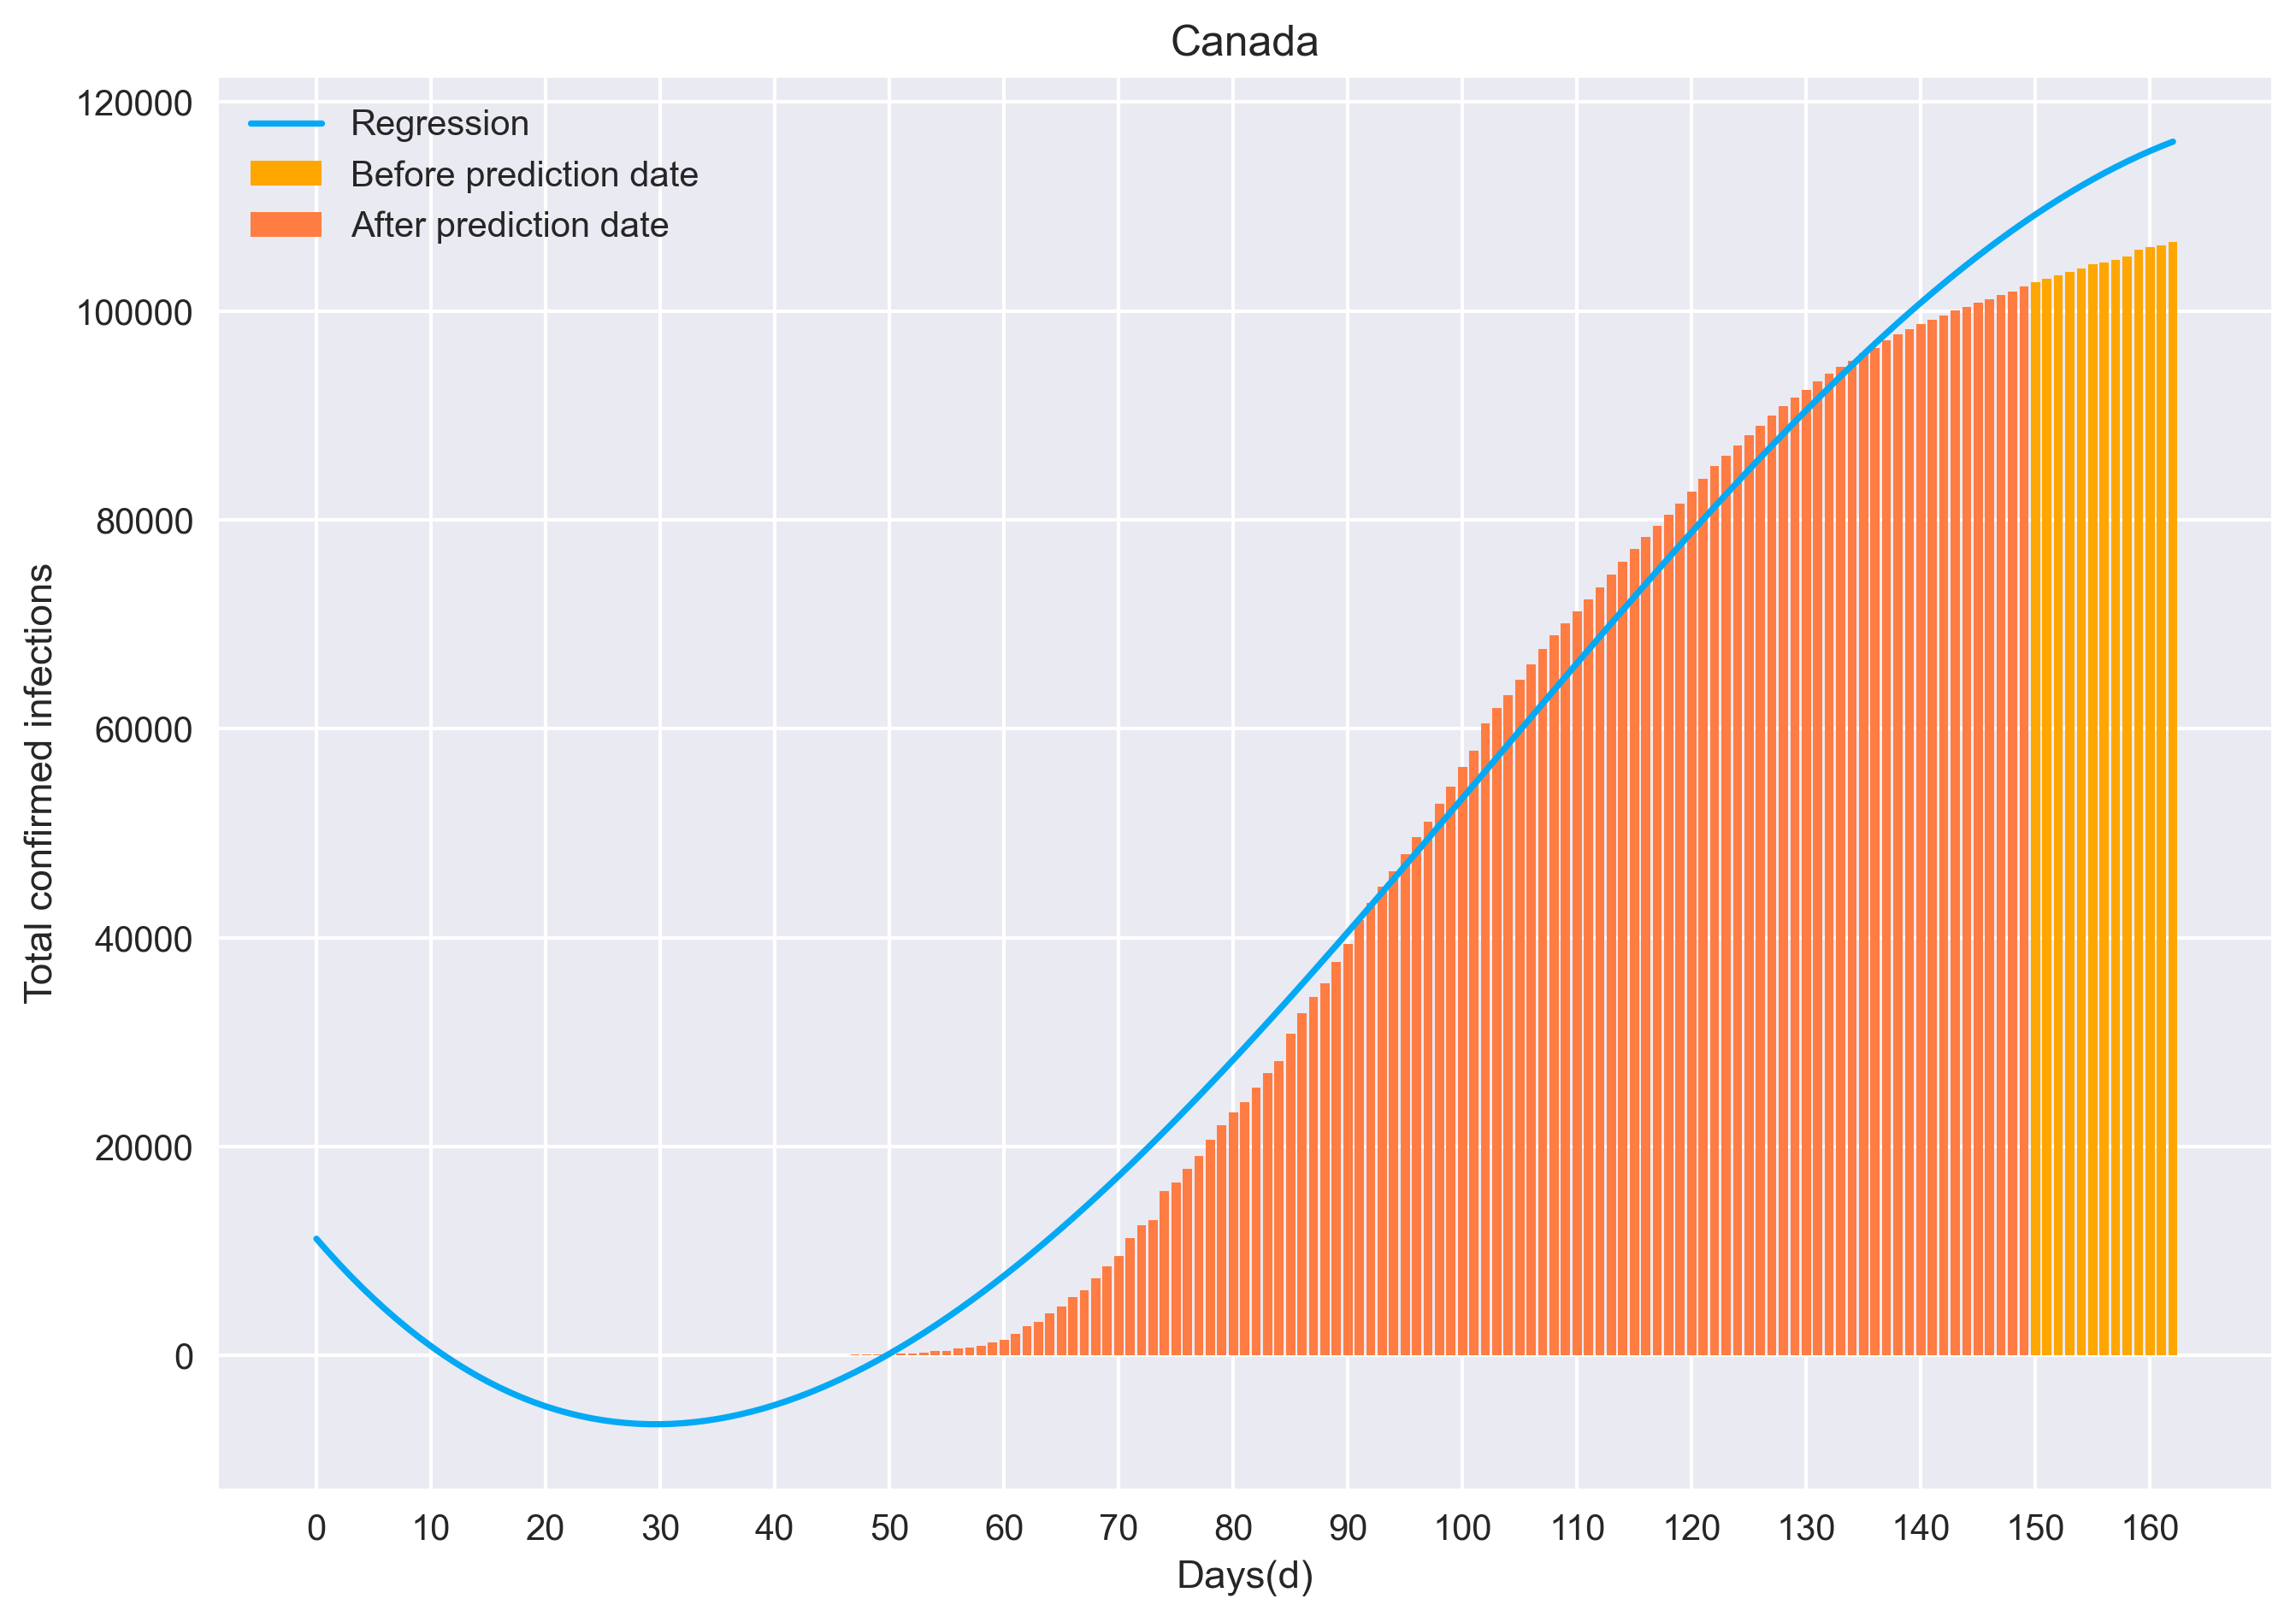 Canada
120000
100000
80000
60000
40000
20000
0
Total confirmed infections
Regression
Before prediction date
After prediction date
0 10 20 30 40 50 60 70 80 90 100 110 120 130 140 150 160
Days(d)